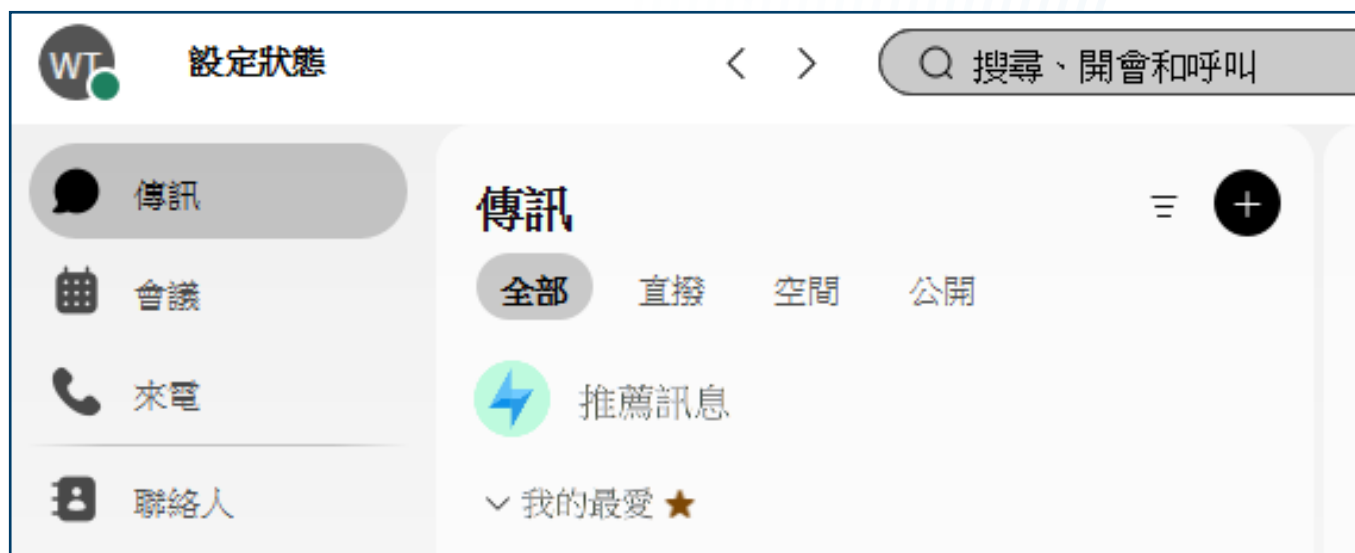 WT
設定狀態
搜尋、開會和呼叫
傳訊
會議
來電
聯絡人
傳訊
全部 直撥 空間 公開
推薦訊息
我的最愛